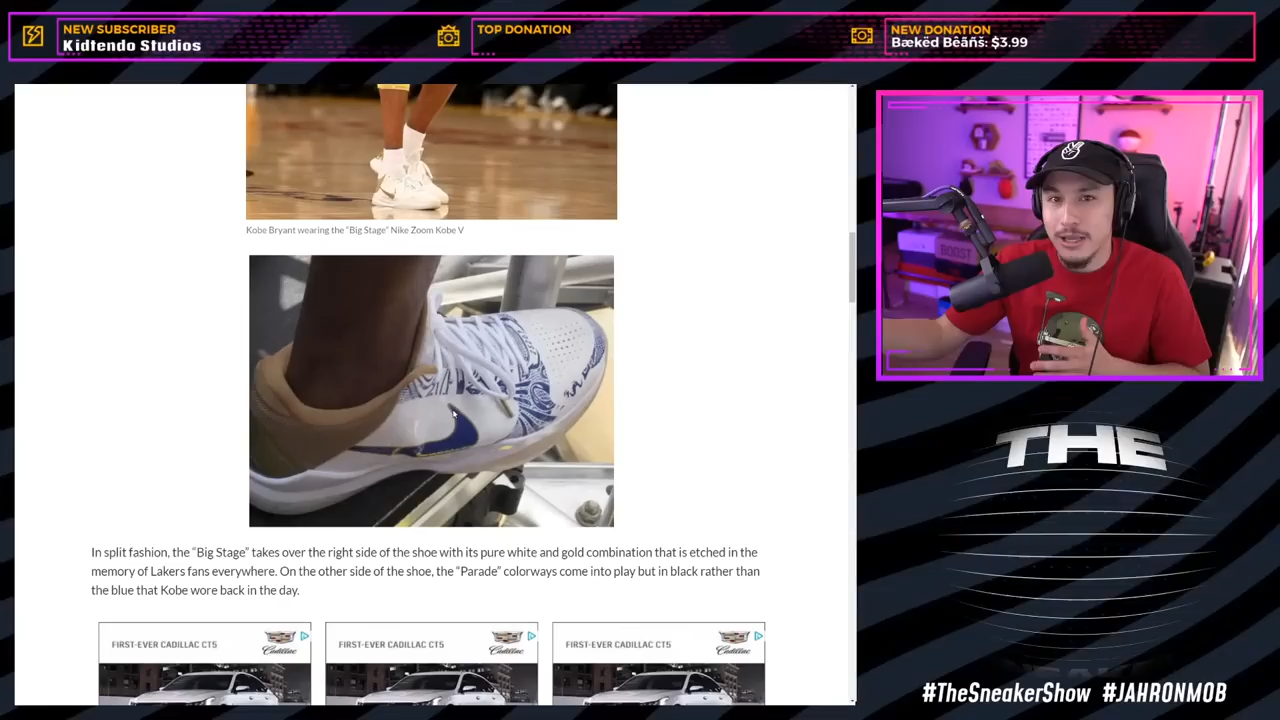 NEW SUBSCRIBER
Kidtendo Studios
TOP DONATION
NEW DONATION
Bækëd Bêāñš: $3.99
Kobe Bryant wearing the "Big Stage" Nike Zoom Kobe V
BOOST
In split fashion, the “Big Stage” takes over the right side of the shoe with its pure white and gold combination that is etched in the
memory of Lakers fans everywhere. On the other side of the shoe, the “Parade” colorways come into play but in black rather than
the blue that Kobe wore back in the day.
FIRST-EVER CADILLAC CT5
Cadillac
FIRST-EVER CADILLAC CT5
Cadillac
FIRST-EVER CADILLAC CT5
Cadillac
THE
#TheSneakerShow #JAHRONMOB